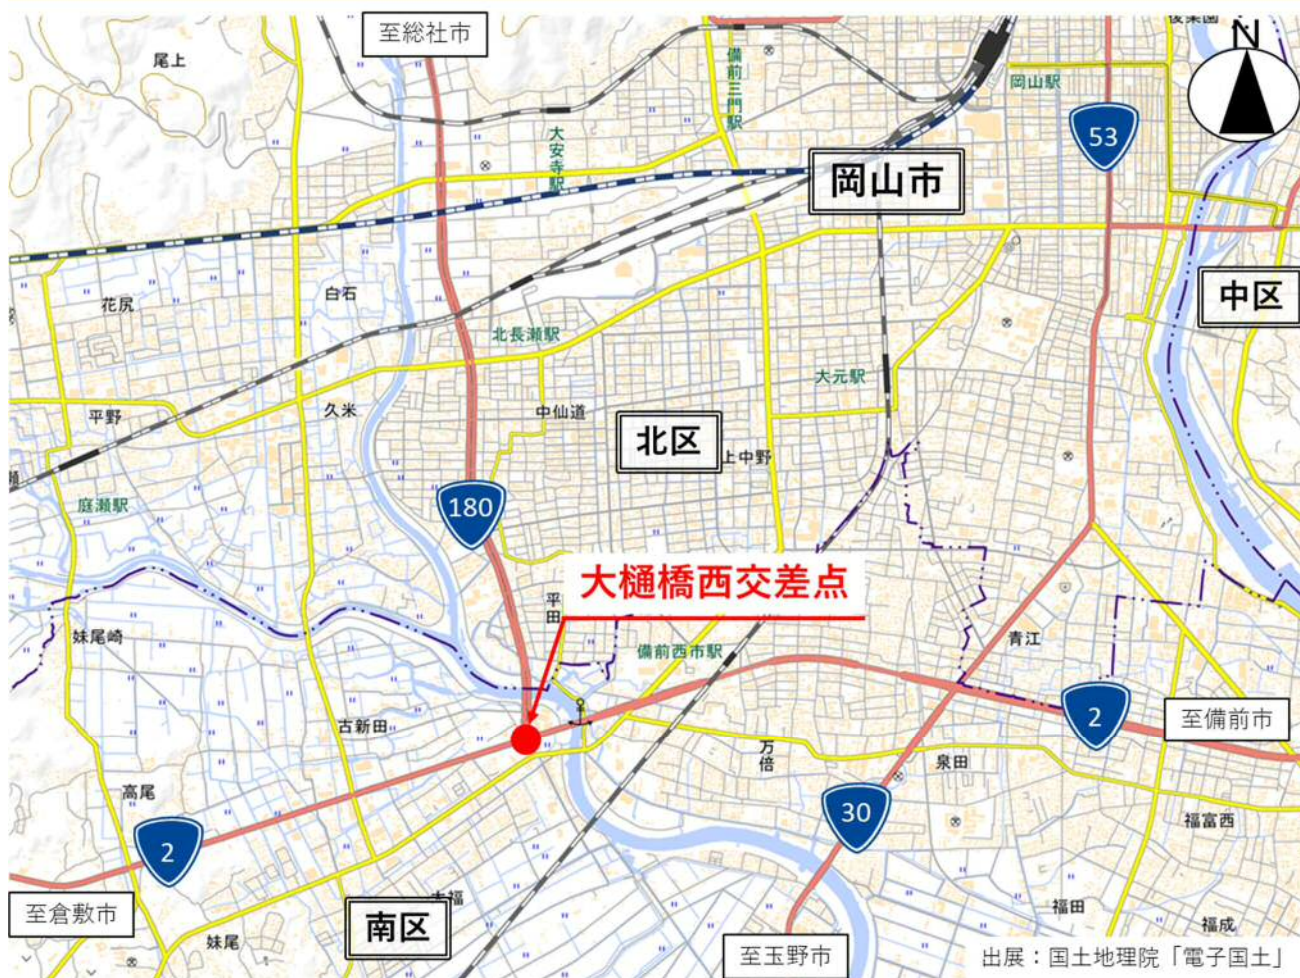 至総社市
後楽園
N
尾上
備前三門駅
岡山駅
53
大安寺駅
岡山市
中区
花尻
白石
北長瀬駅
大元駅
平野
久米
中仙道
北区
上中野
庭瀬駅
180
大樋橋西交差点
平田
妹尾崎
備前西市駅
青江
古新田
2
至備前市
万倍
泉田
高尾
30
福富西
2
至倉敷市
福田
南区
妹尾
福成
至玉野市
出展：国土地理院「電子国土」